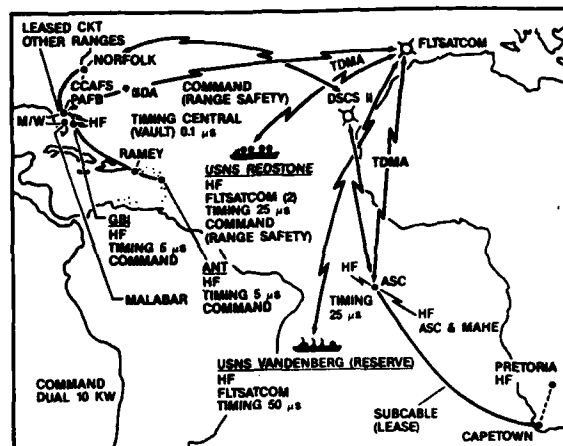 LEASED CKT
OTHER RANGES
NORFOLK
CCAFS
PAFB
BDA
M/W
HF
COMMAND
(RANGE SAFETY)
TIMING CENTRAL
(VAULT) 0.1 µs
TDMA
FLTSATCOM
DSCS II
TDMA
RAMEY
USNS REDSTONE
HF
FLTSATCOM (2)
TIMING 25 µs
COMMAND
(RANGE SAFETY)
GBI
HF
TIMING 5 µs
COMMAND
MALABAR
ANT
HF
TIMING 5 µs
COMMAND
HF
ASC
TIMING
25 µs
HF
ASC & MAHE
USNS VANDENBERG (RESERVE)
HF
FLTSATCOM
TIMING 50 µs
COMMAND
DUAL 10 KW
PRETORIA
HF
SUBCABLE
(LEASE)
CAPETOWN